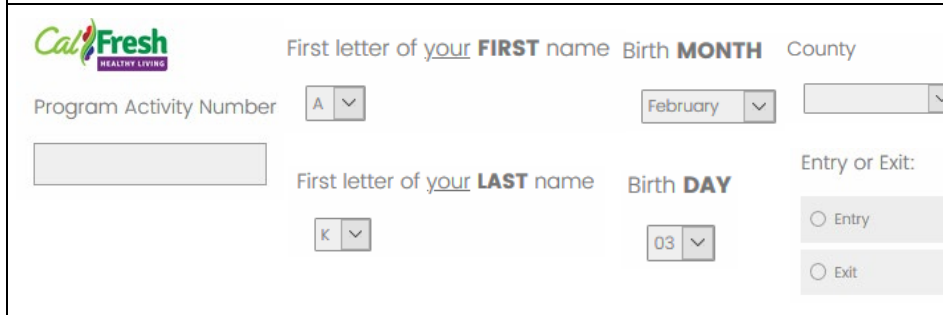 CalFresh
HEALTHY LIVING
First letter of your FIRST name
Birth MONTH
County
Program Activity Number
A
February
First letter of your LAST name
Birth DAY
Entry or Exit:
K
03
Entry
Exit